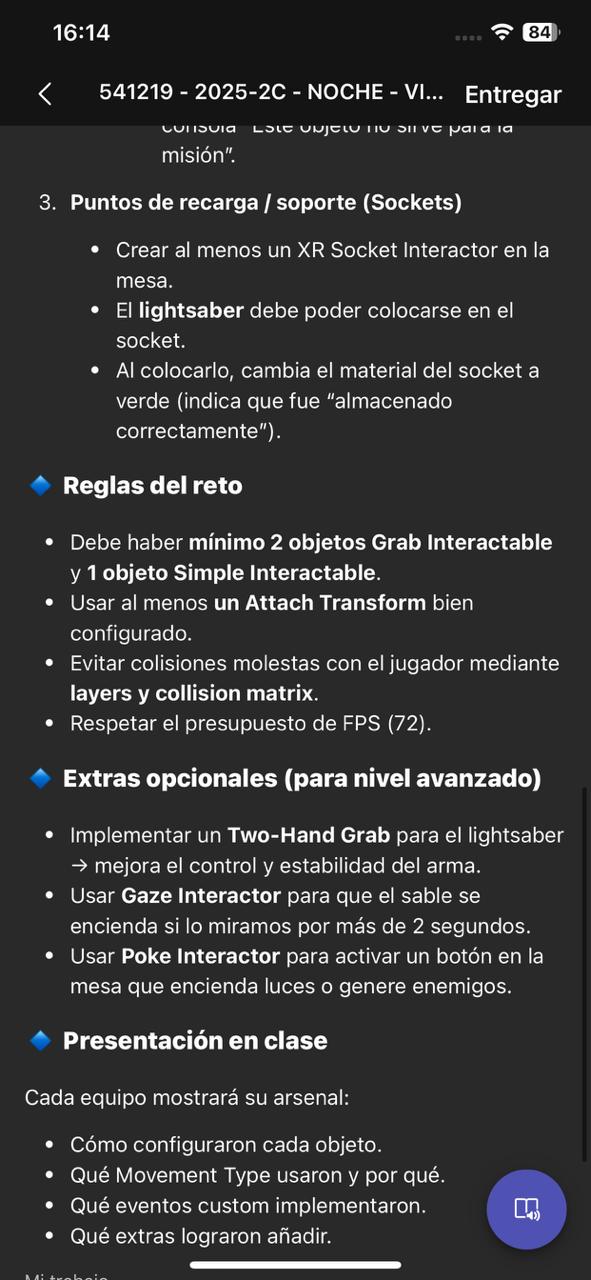 16:14
84
541219 - 2025-2C - NOCHE - VI...
Entregar
consola “Este objeto no sirve para la
misión”.
3. Puntos de recarga / soporte (Sockets)
• Crear al menos un XR Socket Interactor en la
mesa.
• El lightsaber debe poder colocarse en el
socket.
• Al colocarlo, cambia el material del socket a
verde (indica que fue “almacenado
correctamente”).
🔷 Reglas del reto
• Debe haber mínimo 2 objetos Grab Interactable
y 1 objeto Simple Interactable.
• Usar al menos un Attach Transform bien
configurado.
• Evitar colisiones molestas con el jugador mediante
layers y collision matrix.
• Respetar el presupuesto de FPS (72).
🔷 Extras opcionales (para nivel avanzado)
• Implementar un Two-Hand Grab para el lightsaber
→ mejora el control y estabilidad del arma.
• Usar Gaze Interactor para que el sable se
encienda si lo miramos por más de 2 segundos.
• Usar Poke Interactor para activar un botón en la
mesa que encienda luces o genere enemigos.
🔷 Presentación en clase
Cada equipo mostrará su arsenal:
• Cómo configuraron cada objeto.
• Qué Movement Type usaron y por qué.
• Qué eventos custom implementaron.
• Qué extras lograron añadir.
Mi trabajo